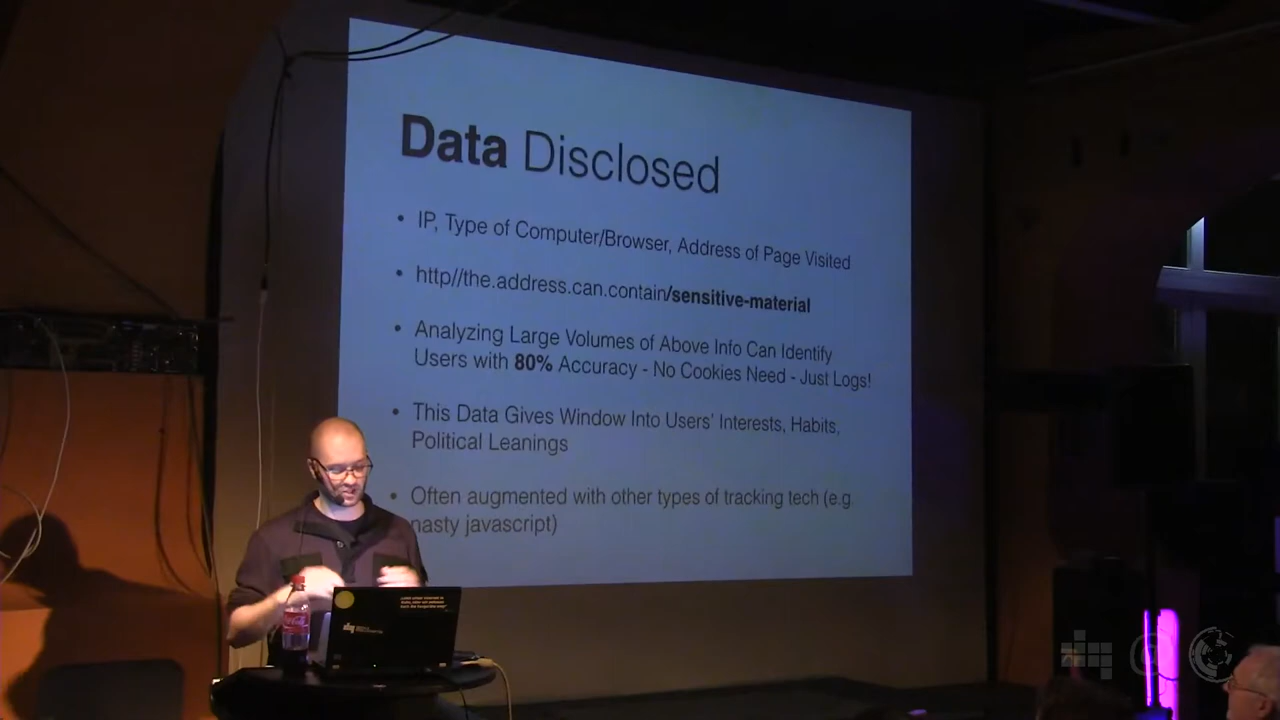 Data Disclosed
• IP, Type of Computer/Browser, Address of Page Visited
• http//the.address.can.contain/sensitive-material
• Analyzing Large Volumes of Above Info Can Identify
Users with 80% Accuracy - No Cookies Need - Just Logs!
• This Data Gives Window Into Users' Interests, Habits,
Political Leanings
• Often augmented with other types of tracking tech (e.g.
nasty javascript)